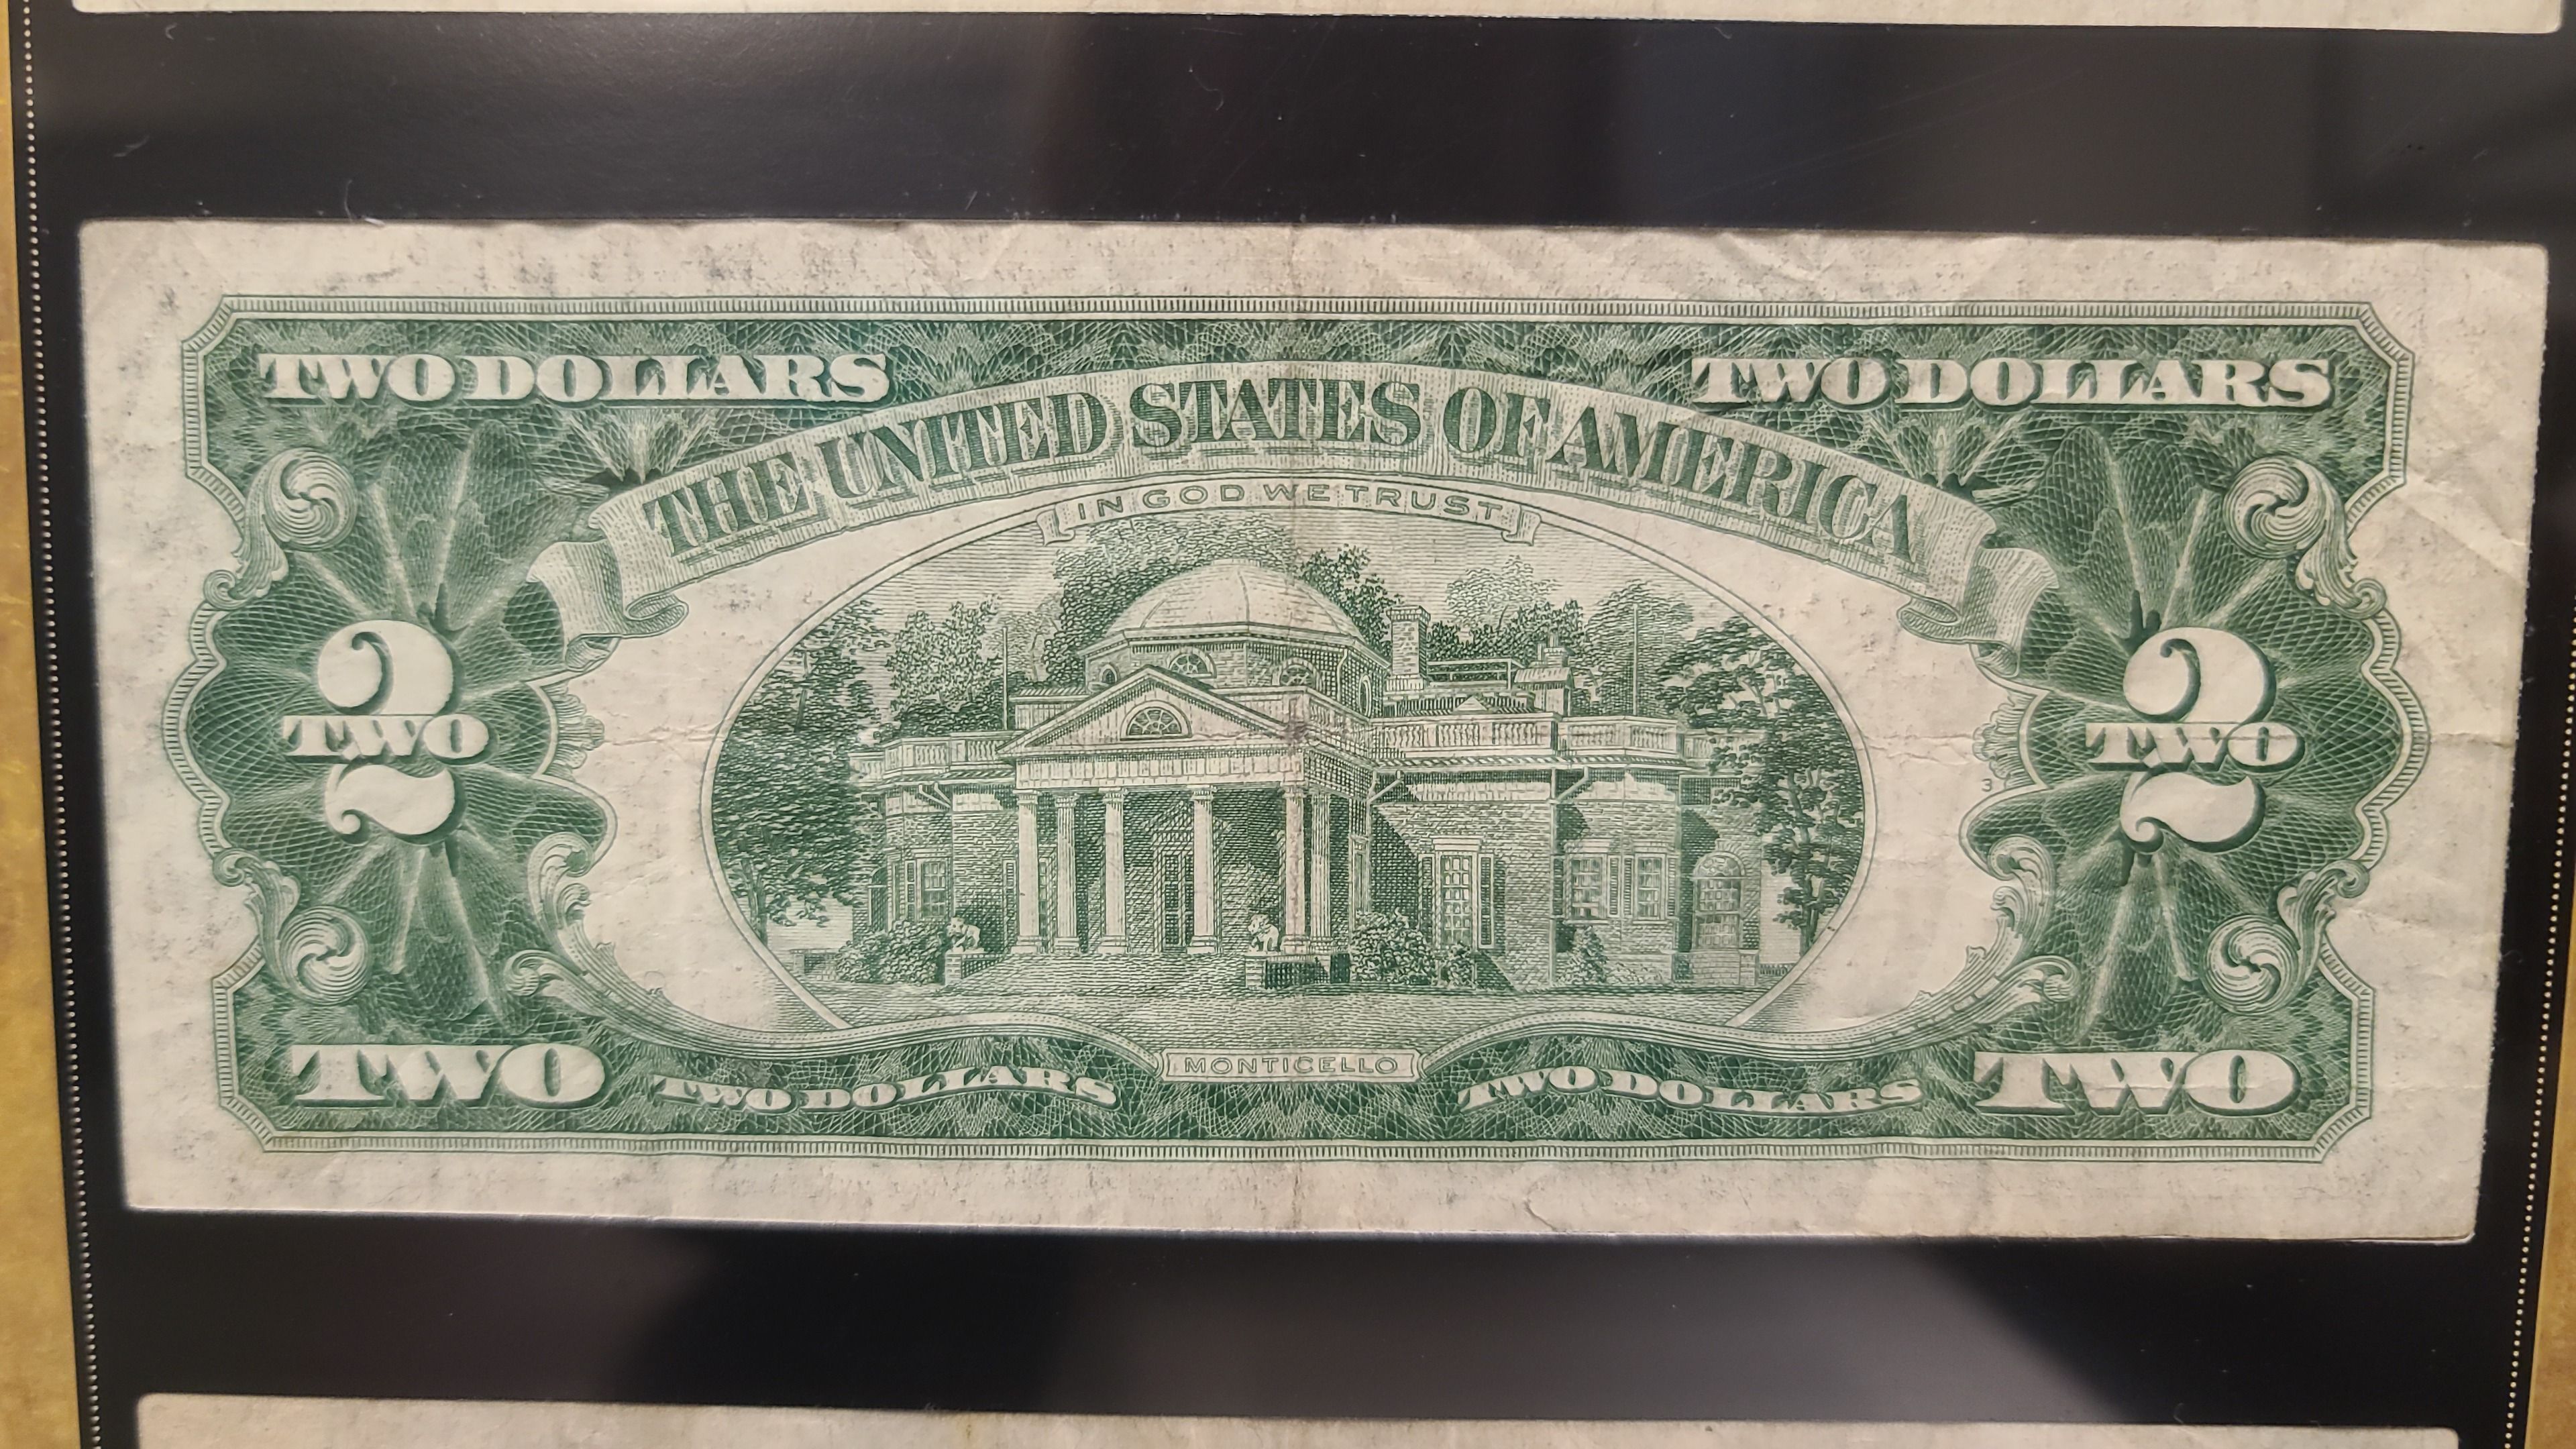 TWO DOLLARS
TWO DOLLARS
THE UNITED STATES OF AMERICA
IN GOD WE TRUST
2
TWO
2
TWO
3
MONTICELLO
TWO
TWO DOLLARS
TWO DOLLARS
TWO